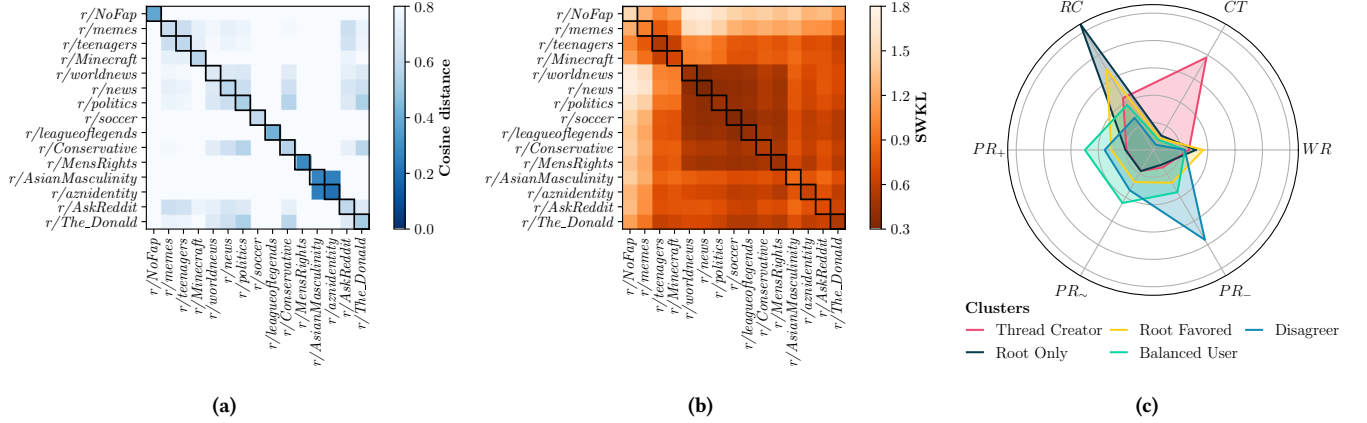 r/NoFap
r/memes
r/teenagers
r/Minecraft
r/worldnews
r/news
r/politics
r/soccer
r/leagueoflegends
r/Conservative
r/MensRights
r/AsianMasculinity
r/aznidentity
r/AskReddit
r/The_Donald
r/NoFap
r/memes
r/teenagers
r/Minecraft
r/worldnews
r/news
r/politics
r/soccer
r/leagueoflegends
r/Conservative
r/MensRights
r/AsianMasculinity
r/aznidentity
r/AskReddit
r/The_Donald
0.8
0.6
0.4
0.2
0.0
Cosine distance
(a)
r/NoFap
r/memes
r/teenagers
r/Minecraft
r/worldnews
r/news
r/politics
r/soccer
r/leagueoflegends
r/Conservative
r/MensRights
r/AsianMasculinity
r/aznidentity
r/AskReddit
r/The_Donald
r/NoFap
r/memes
r/teenagers
r/Minecraft
r/worldnews
r/news
r/politics
r/soccer
r/leagueoflegends
r/Conservative
r/MensRights
r/AsianMasculinity
r/aznidentity
r/AskReddit
r/The_Donald
1.8
1.5
1.2
0.9
0.6
0.3
SWKL
(b)
RC
CT
PR+
WR
PR~
PR−
Clusters
Thread Creator
Root Favored
Disagreer
Root Only
Balanced User
(c)